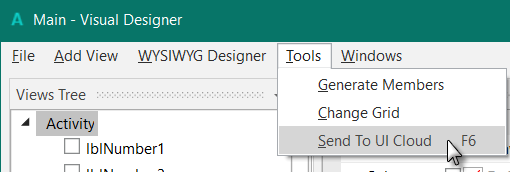 A Main - Visual Designer
File Add View WYSIWYG Designer Tools Windows
Generate Members
Views Tree
Change Grid
Activity
Send To UI Cloud F6
lblNumber1